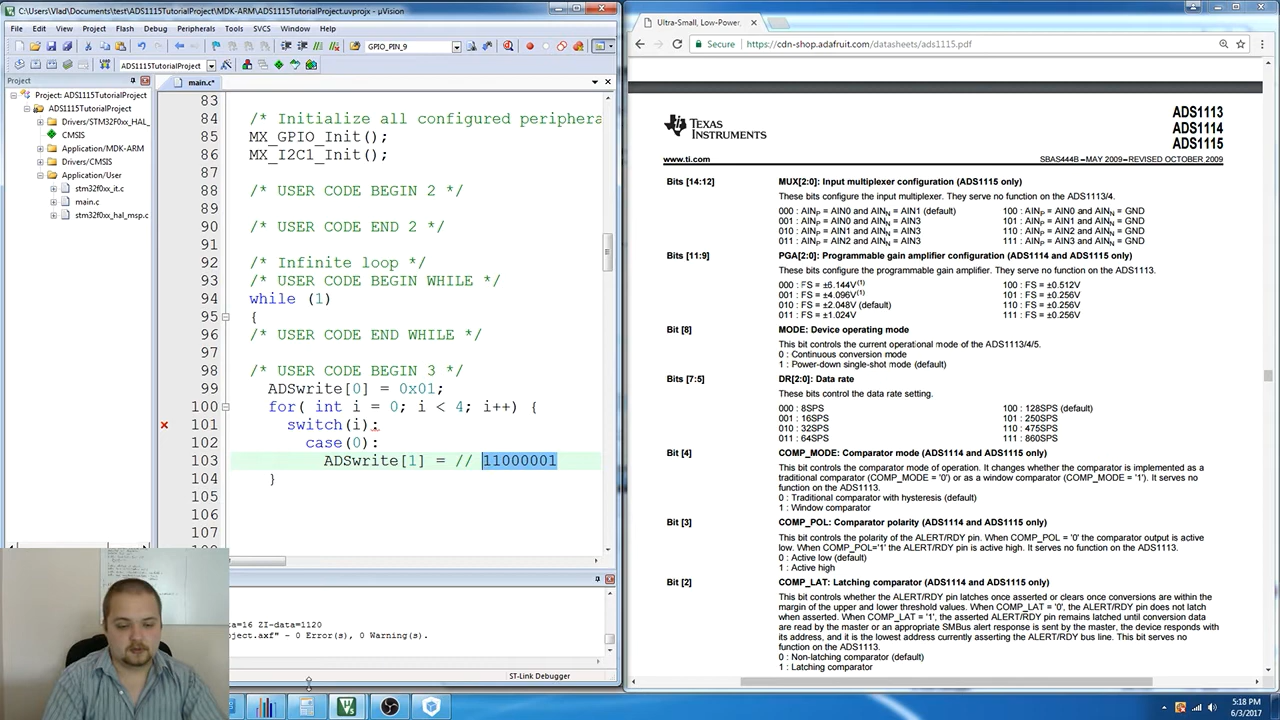 C:\Users\Vlad\Documents\test\ADS1115TutorialProject\MDK-ARM\ADS1115TutorialProject.uvprojx - µVision
File Edit View Project Flash Debug Peripherals Tools SVCS Window Help
GPIO_PIN_9
ADS1115TutorialProject
Project
Project: ADS1115TutorialProject
ADS1115TutorialProject
Drivers/STM32F0xx_HAL_
CMSIS
Application/MDK-ARM
Drivers/CMSIS
Application/User
stm32f0xx_it.c
main.c
stm32f0xx_hal_msp.c
main.c*
83
84 /* Initialize all configured periphera
85 MX_GPIO_Init();
86 MX_I2C1_Init();
87
88 /* USER CODE BEGIN 2 */
89
90 /* USER CODE END 2 */
91
92 /* Infinite loop */
93 /* USER CODE BEGIN WHILE */
94 while (1)
95 {
96 /* USER CODE END WHILE */
97
98 /* USER CODE BEGIN 3 */
99 ADSwrite[0] = 0x01;
100 for( int i = 0; i < 4; i++) {
101 switch(i):
102 case(0):
103 ADSwrite[1] = // 11000001
104 }
105
106
107
ata=16 ZI-data=1120
oject.axf" - 0 Error(s), 0 Warning(s).
ST-Link Debugger
Ultra-Small, Low-Power,
Secure https://cdn-shop.adafruit.com/datasheets/ads1115.pdf
TEXAS INSTRUMENTS
ADS1113
ADS1114
ADS1115
www.ti.com SBAS444B – MAY 2009 – REVISED OCTOBER 2009
Bits [14:12] MUX[2:0]: Input multiplexer configuration (ADS1115 only)
These bits configure the input multiplexer. They serve no function on the ADS1113/4.
000 : AINP = AIN0 and AINN = AIN1 (default) 100 : AINP = AIN0 and AINN = GND
001 : AINP = AIN0 and AINN = AIN3 101 : AINP = AIN1 and AINN = GND
010 : AINP = AIN1 and AINN = AIN3 110 : AINP = AIN2 and AINN = GND
011 : AINP = AIN2 and AINN = AIN3 111 : AINP = AIN3 and AINN = GND
Bits [11:9] PGA[2:0]: Programmable gain amplifier configuration (ADS1114 and ADS1115 only)
These bits configure the programmable gain amplifier. They serve no function on the ADS1113.
000 : FS = ±6.144V(1) 100 : FS = ±0.512V
001 : FS = ±4.096V(1) 101 : FS = ±0.256V
010 : FS = ±2.048V (default) 110 : FS = ±0.256V
011 : FS = ±1.024V 111 : FS = ±0.256V
Bit [8] MODE: Device operating mode
This bit controls the current operational mode of the ADS1113/4/5.
0 : Continuous conversion mode
1 : Power-down single-shot mode (default)
Bits [7:5] DR[2:0]: Data rate
These bits control the data rate setting.
000 : 8SPS 100 : 128SPS (default)
001 : 16SPS 101 : 250SPS
010 : 32SPS 110 : 475SPS
011 : 64SPS 111 : 860SPS
Bit [4] COMP_MODE: Comparator mode (ADS1114 and ADS1115 only)
This bit controls the comparator mode of operation. It changes whether the comparator is implemented as a
traditional comparator (COMP_MODE = '0') or as a window comparator (COMP_MODE = '1'). It serves no
function on the ADS1113.
0 : Traditional comparator with hysteresis (default)
1 : Window comparator
Bit [3] COMP_POL: Comparator polarity (ADS1114 and ADS1115 only)
This bit controls the polarity of the ALERT/RDY pin. When COMP_POL = '0' the comparator output is active
low. When COMP_POL='1' the ALERT/RDY pin is active high. It serves no function on the ADS1113.
0 : Active low (default)
1 : Active high
Bit [2] COMP_LAT: Latching comparator (ADS1114 and ADS1115 only)
This bit controls whether the ALERT/RDY pin latches once asserted or clears once conversions are within the
margin of the upper and lower threshold values. When COMP_LAT = '0', the ALERT/RDY pin does not latch
when asserted. When COMP_LAT = '1', the asserted ALERT/RDY pin remains latched until conversion data
are read by the master or an appropriate SMBus alert response is sent by the master, the device responds with
its address, and it is the lowest address currently asserting the ALERT/RDY bus line. This bit serves no
function on the ADS1113.
0 : Non-latching comparator (default)
1 : Latching comparator
5:18 PM
6/3/2017